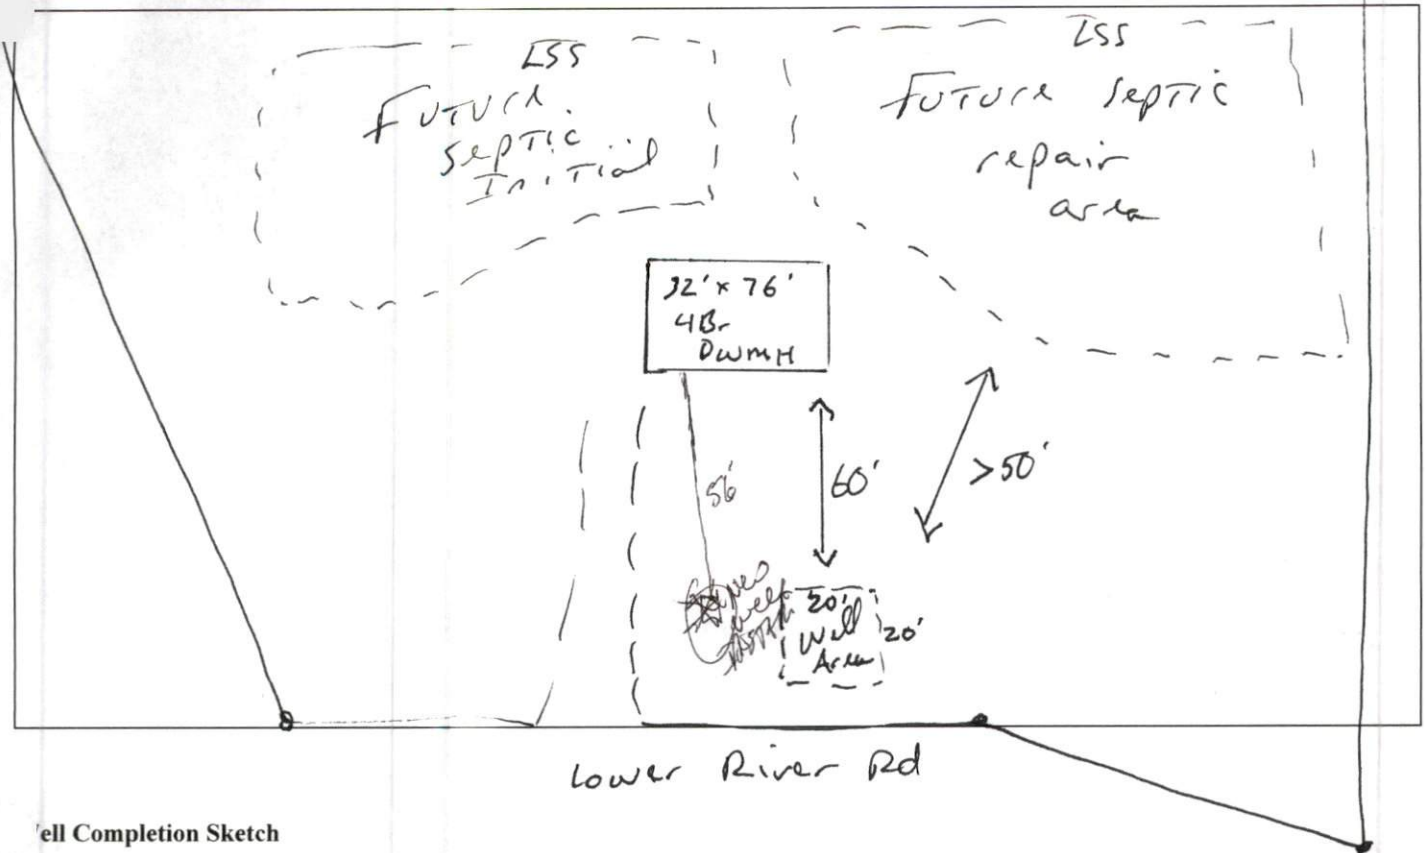 LSS
Future
septic
Initial
LSS
Future septic
repair
area
32' x 76'
4Br
DWMH
56'
60'
>50'
well
20'
Well
Area
20'
Lower River Rd
ell Completion Sketch